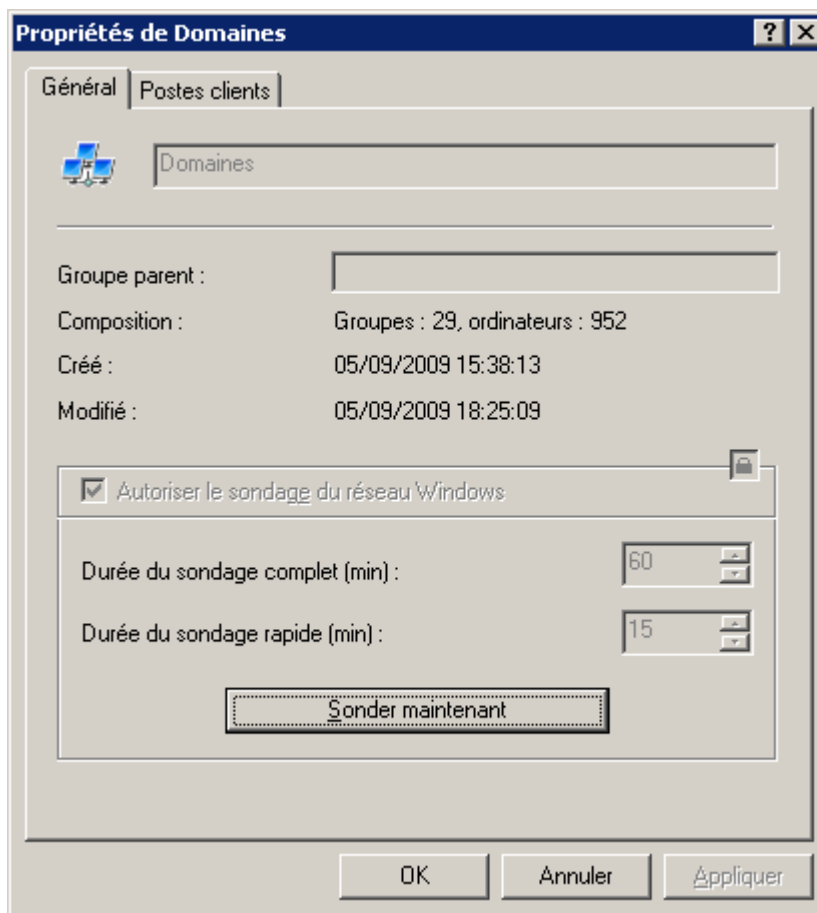 Propriétés de Domaines
Général Postes clients
Domaines
Groupe parent :
Composition : Groupes : 29, ordinateurs : 952
Créé : 05/09/2009 15:38:13
Modifié : 05/09/2009 18:25:09
Autoriser le sondage du réseau Windows
Durée du sondage complet (min) : 60
Durée du sondage rapide (min) : 15
Sonder maintenant
OK Annuler Appliquer